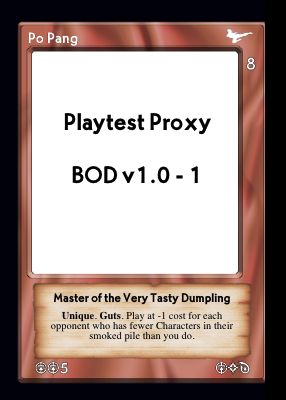 Po Pang
8
Playtest Proxy
BOD v1.0 - 1
Master of the Very Tasty Dumpling
Unique. Guts. Play at -1 cost for each
opponent who has fewer Characters in their
smoked pile than you do.
5